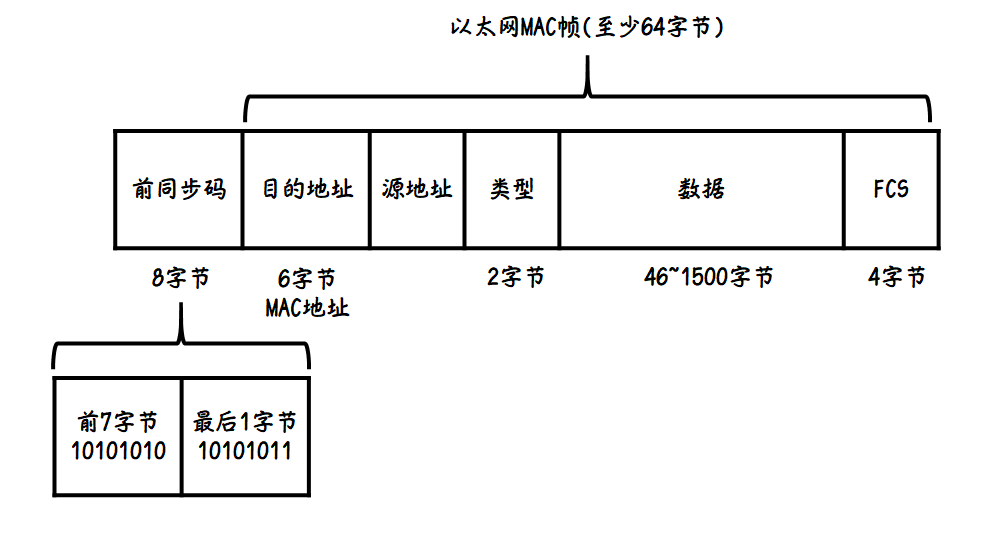 以太网MAC帧(至少64字节)
前同步码
目的地址
源地址
类型
数据
FCS
8字节
6字节
MAC地址
2字节
46~1500字节
4字节
前7字节
10101010
最后1字节
10101011